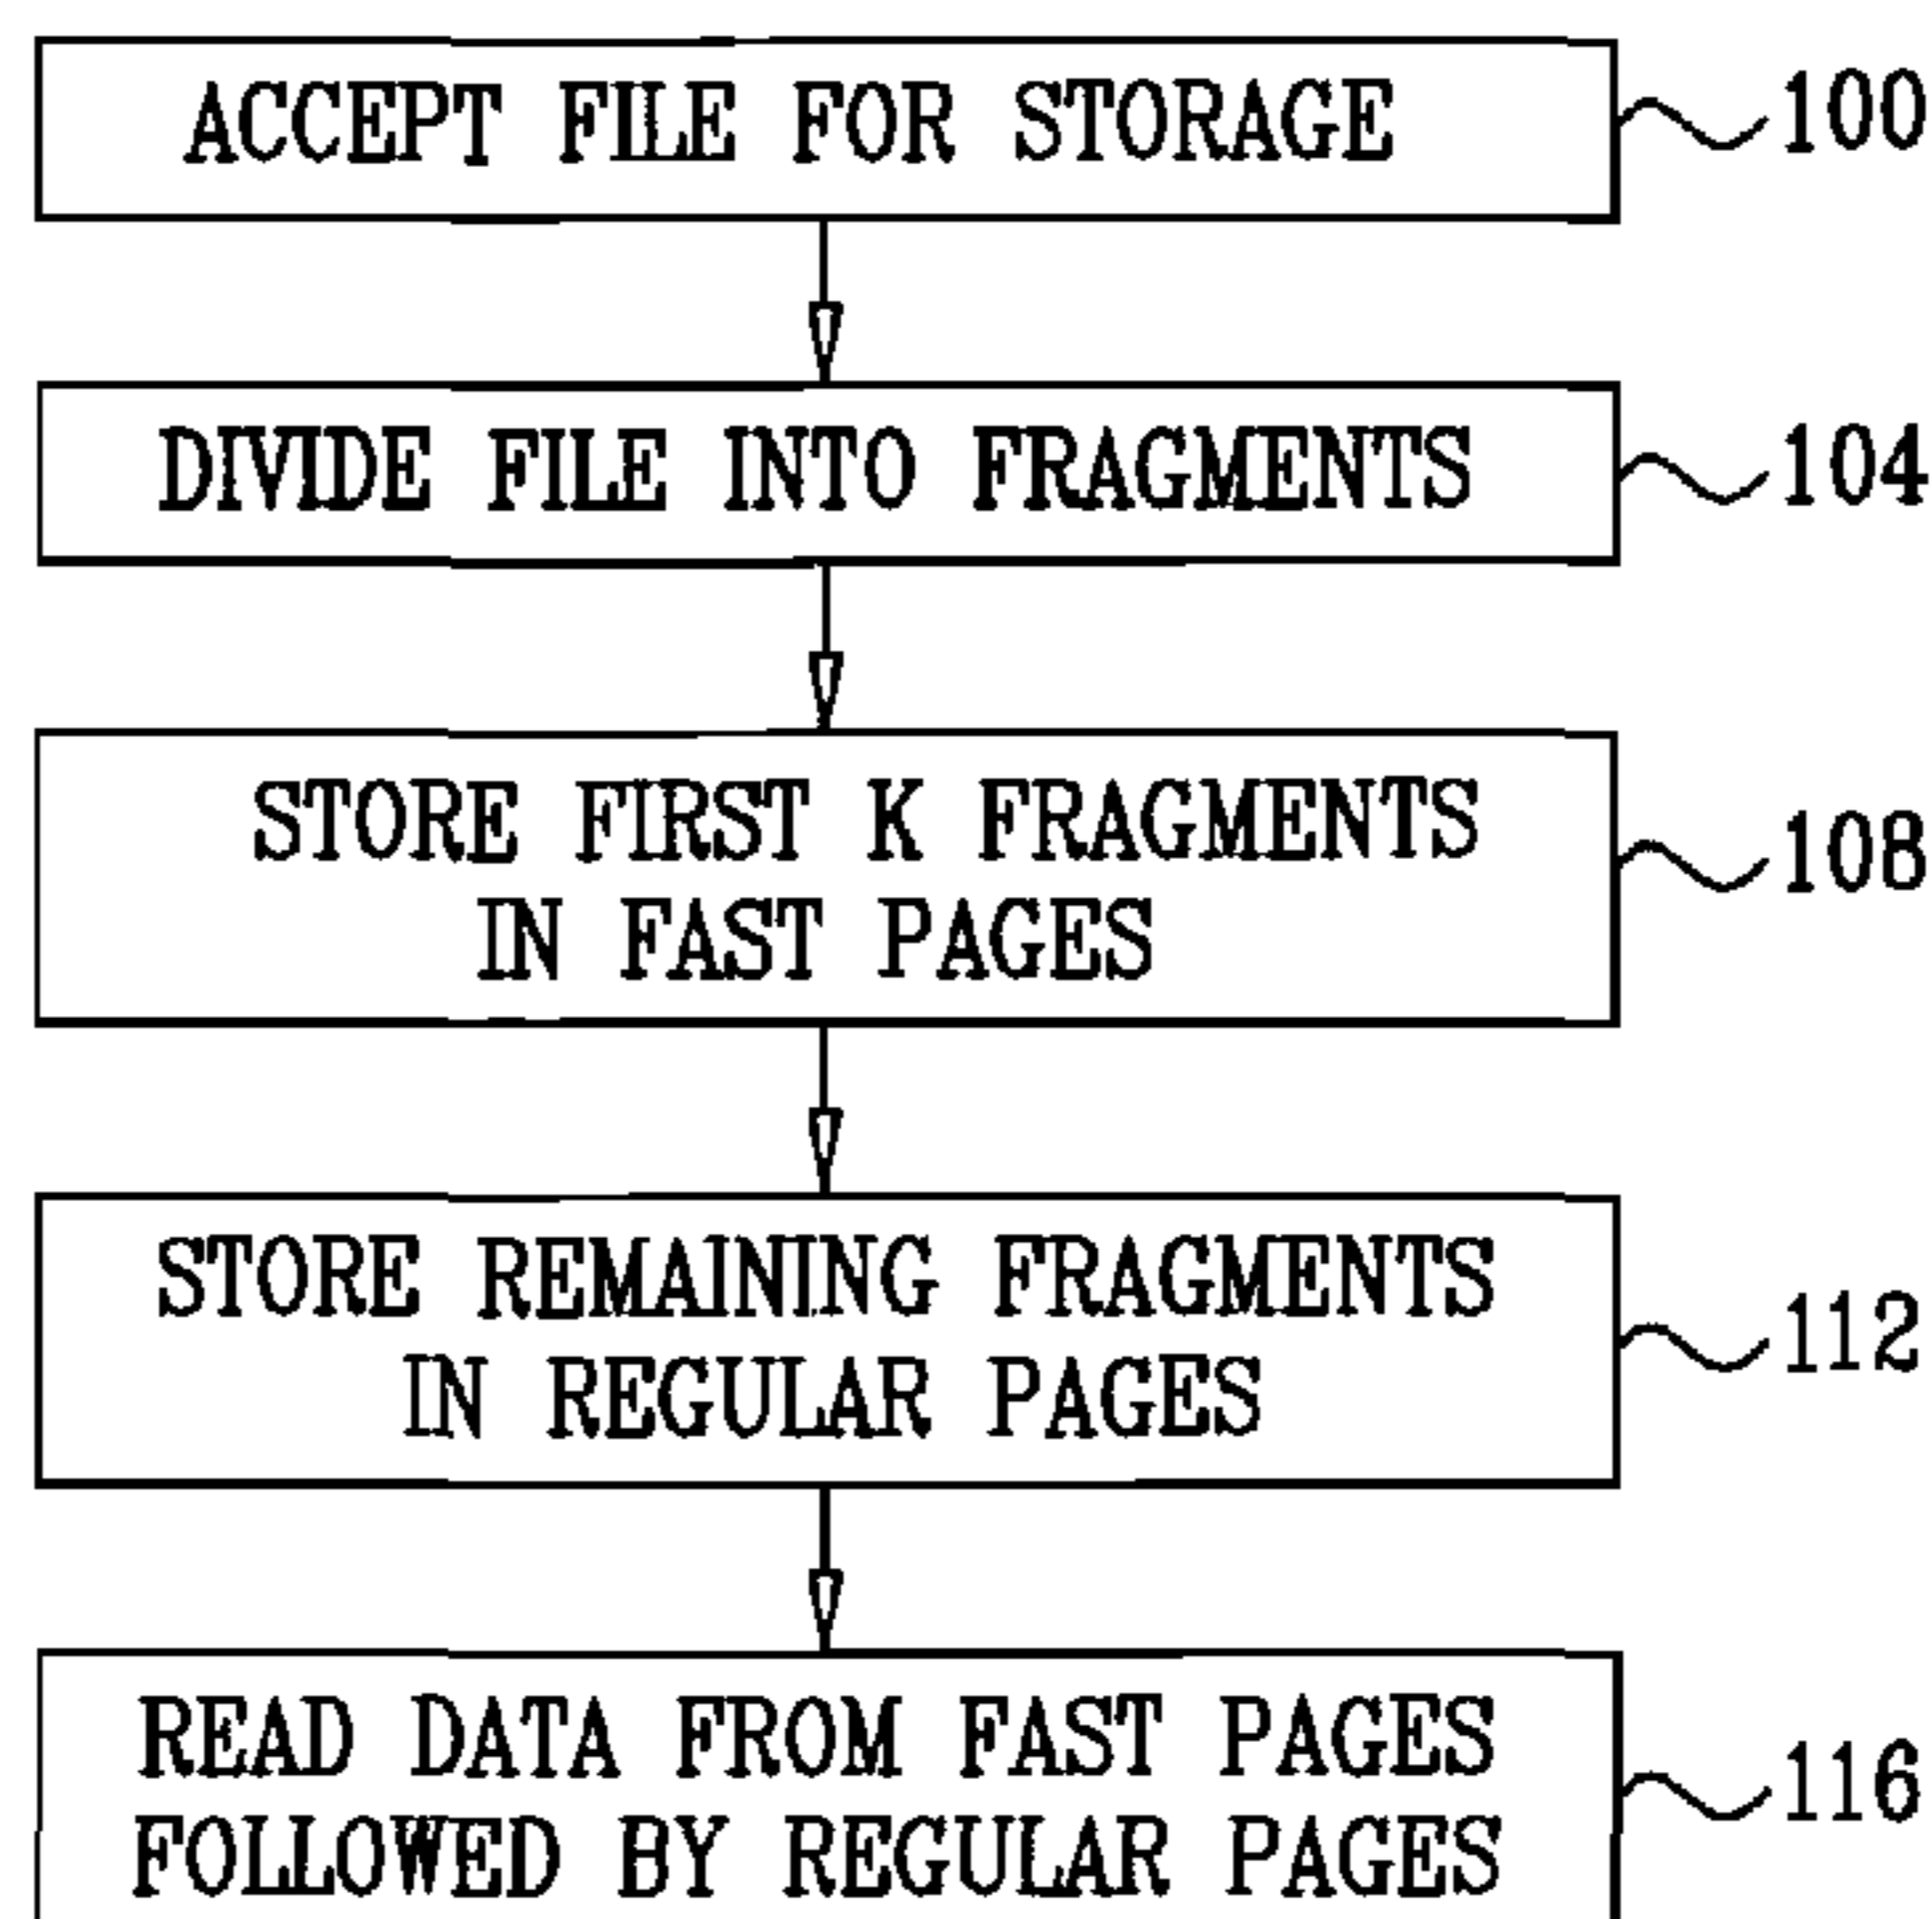 ACCEPT FILE FOR STORAGE
100
DIVIDE FILE INTO FRAGMENTS
104
STORE FIRST K FRAGMENTS
IN FAST PAGES
108
STORE REMAINING FRAGMENTS
IN REGULAR PAGES
112
READ DATA FROM FAST PAGES
FOLLOWED BY REGULAR PAGES
116